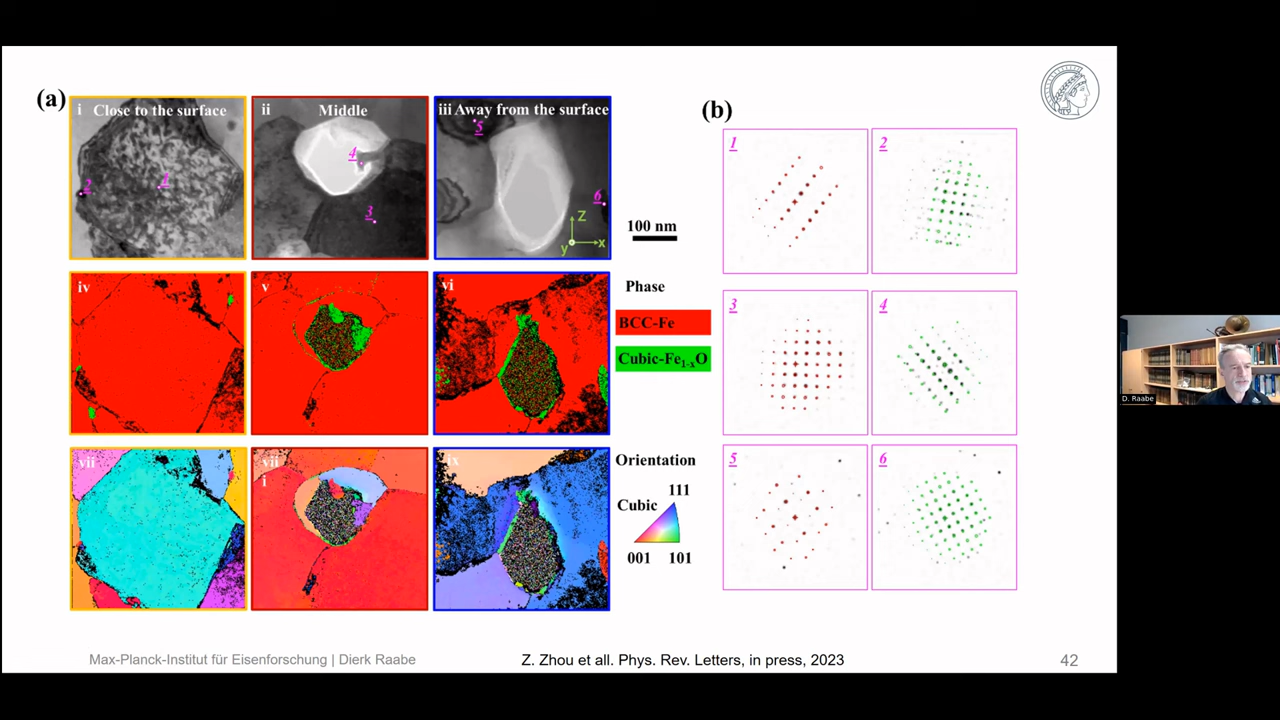 (a)
i Close to the surface
ii Middle
iii Away from the surface
1
2
3
4
5
6
Z
y
x
100 nm
iv
v
vi
Phase
BCC-Fe
Cubic-Fe1-xO
vii
vii
i
ix
Orientation
Cubic
111
001 101
(b)
1
2
3
4
5
6
D. Raabe
Max-Planck-Institut für Eisenforschung | Dierk Raabe
Z. Zhou et all. Phys. Rev. Letters, in press, 2023
42